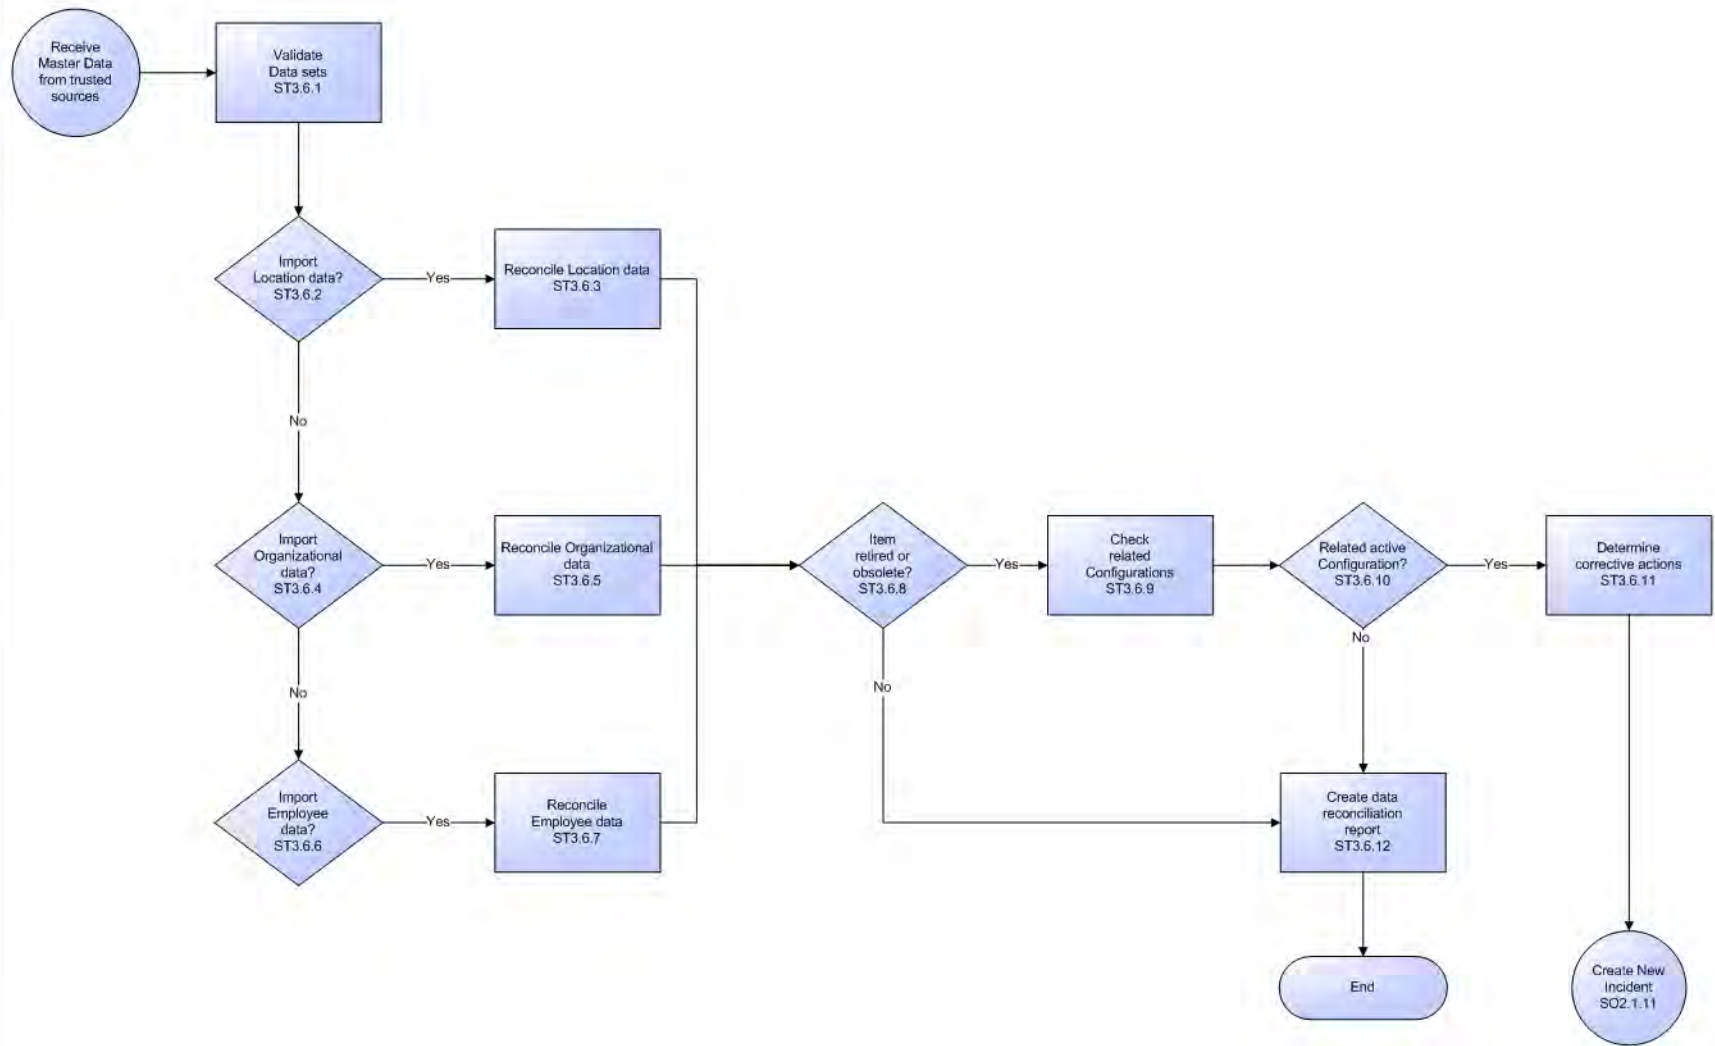 Receive
Master Data
from trusted
sources
Validate
Data sets
ST3.6.1
Import
Location data?
ST3.6.2
Yes
Reconcile Location data
ST3.6.3
No
Import
Organizational
data?
ST3.6.4
Yes
Reconcile Organizational
data
ST3.6.5
Item
retired or
obsolete?
ST3.6.8
Yes
Check
related
Configurations
ST3.6.9
Related active
Configuration?
ST3.6.10
Yes
Determine
corrective actions
ST3.6.11
No
No
No
Import
Employee
data?
ST3.6.6
Yes
Reconcile
Employee data
ST3.6.7
Create data
reconciliation
report
ST3.6.12
End
Create New
Incident
SO2.1.11